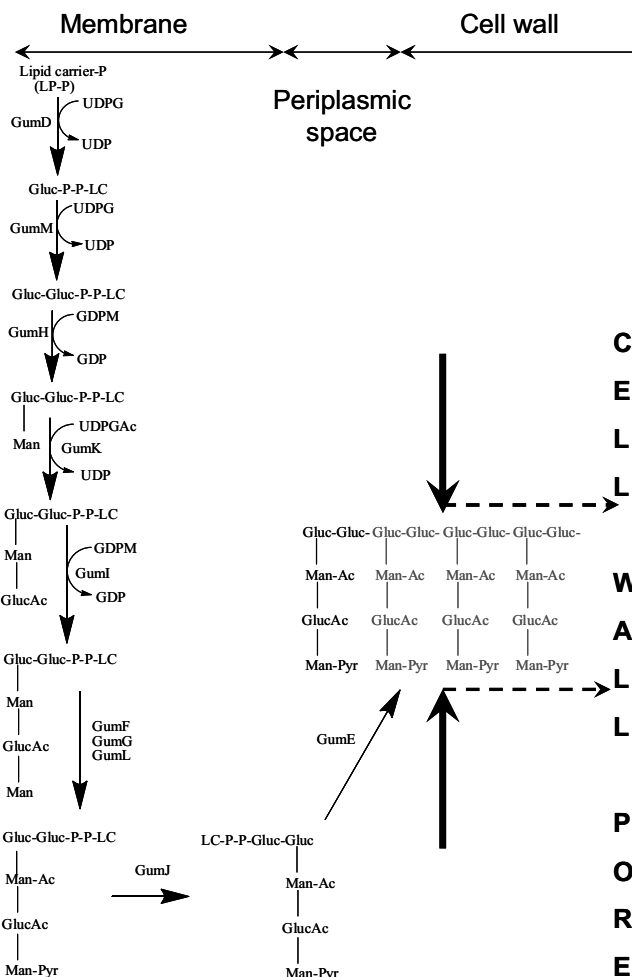 Membrane
Cell wall
Periplasmic
space
Lipid carrier-P
(LP-P)
UDPG
GumD
UDP
Gluc-P-P-LC
UDPG
GumM
UDP
Gluc-Gluc-P-P-LC
GDPM
GumH
GDP
Gluc-Gluc-P-P-LC
Man
UDPGAc
GumK
UDP
Gluc-Gluc-P-P-LC
Man
GlucAc
GDPM
GumI
GDP
Gluc-Gluc-P-P-LC
Man
GlucAc
Man
GumF
GumG
GumL
Gluc-Gluc-P-P-LC
Man-Ac
GlucAc
Man-Pyr
GumJ
LC-P-P-Gluc-Gluc
Man-Ac
GlucAc
Man-Pyr
GumE
Gluc-Gluc-Gluc-Gluc-Gluc-Gluc-Gluc-Gluc-
Man-Ac Man-Ac Man-Ac Man-Ac
GlucAc GlucAc GlucAc GlucAc
Man-Pyr Man-Pyr Man-Pyr Man-Pyr
C
E
L
L
W
A
L
L
P
O
R
E